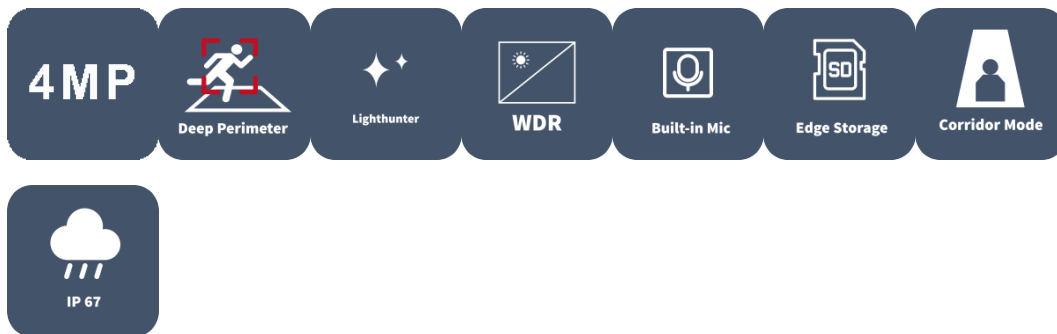 4MP
Deep Perimeter
Lighthunter
WDR
Built-in Mic
SD
Edge Storage
Corridor Mode
IP 67